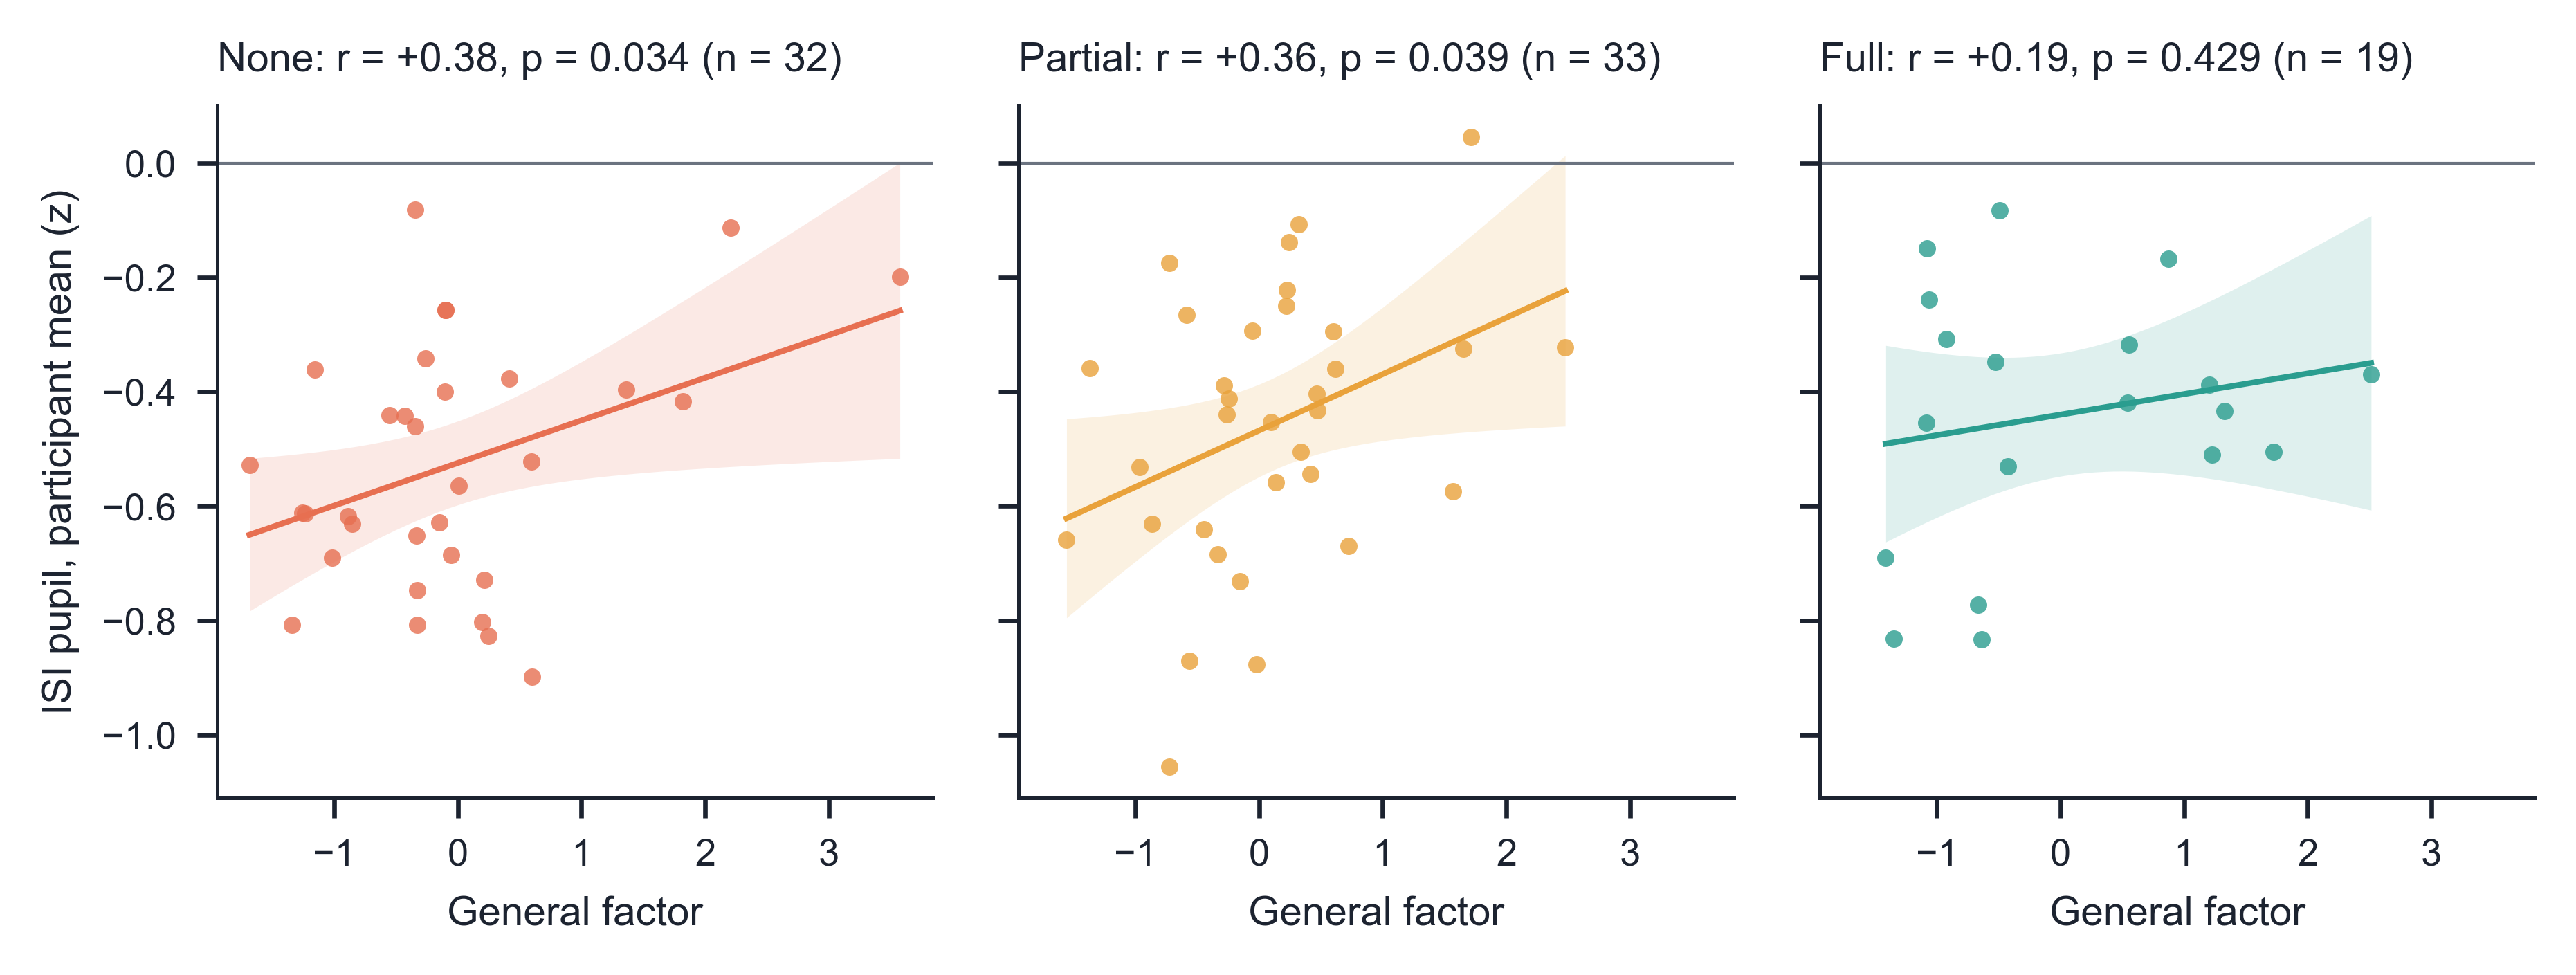 None: r = +0.38, p = 0.034 (n = 32)
Partial: r = +0.36, p = 0.039 (n = 33)
Full: r = +0.19, p = 0.429 (n = 19)
ISI pupil, participant mean (z)
0.0
−0.2
−0.4
−0.6
−0.8
−1.0
−1 0 1 2 3
−1 0 1 2 3
−1 0 1 2 3
General factor
General factor
General factor